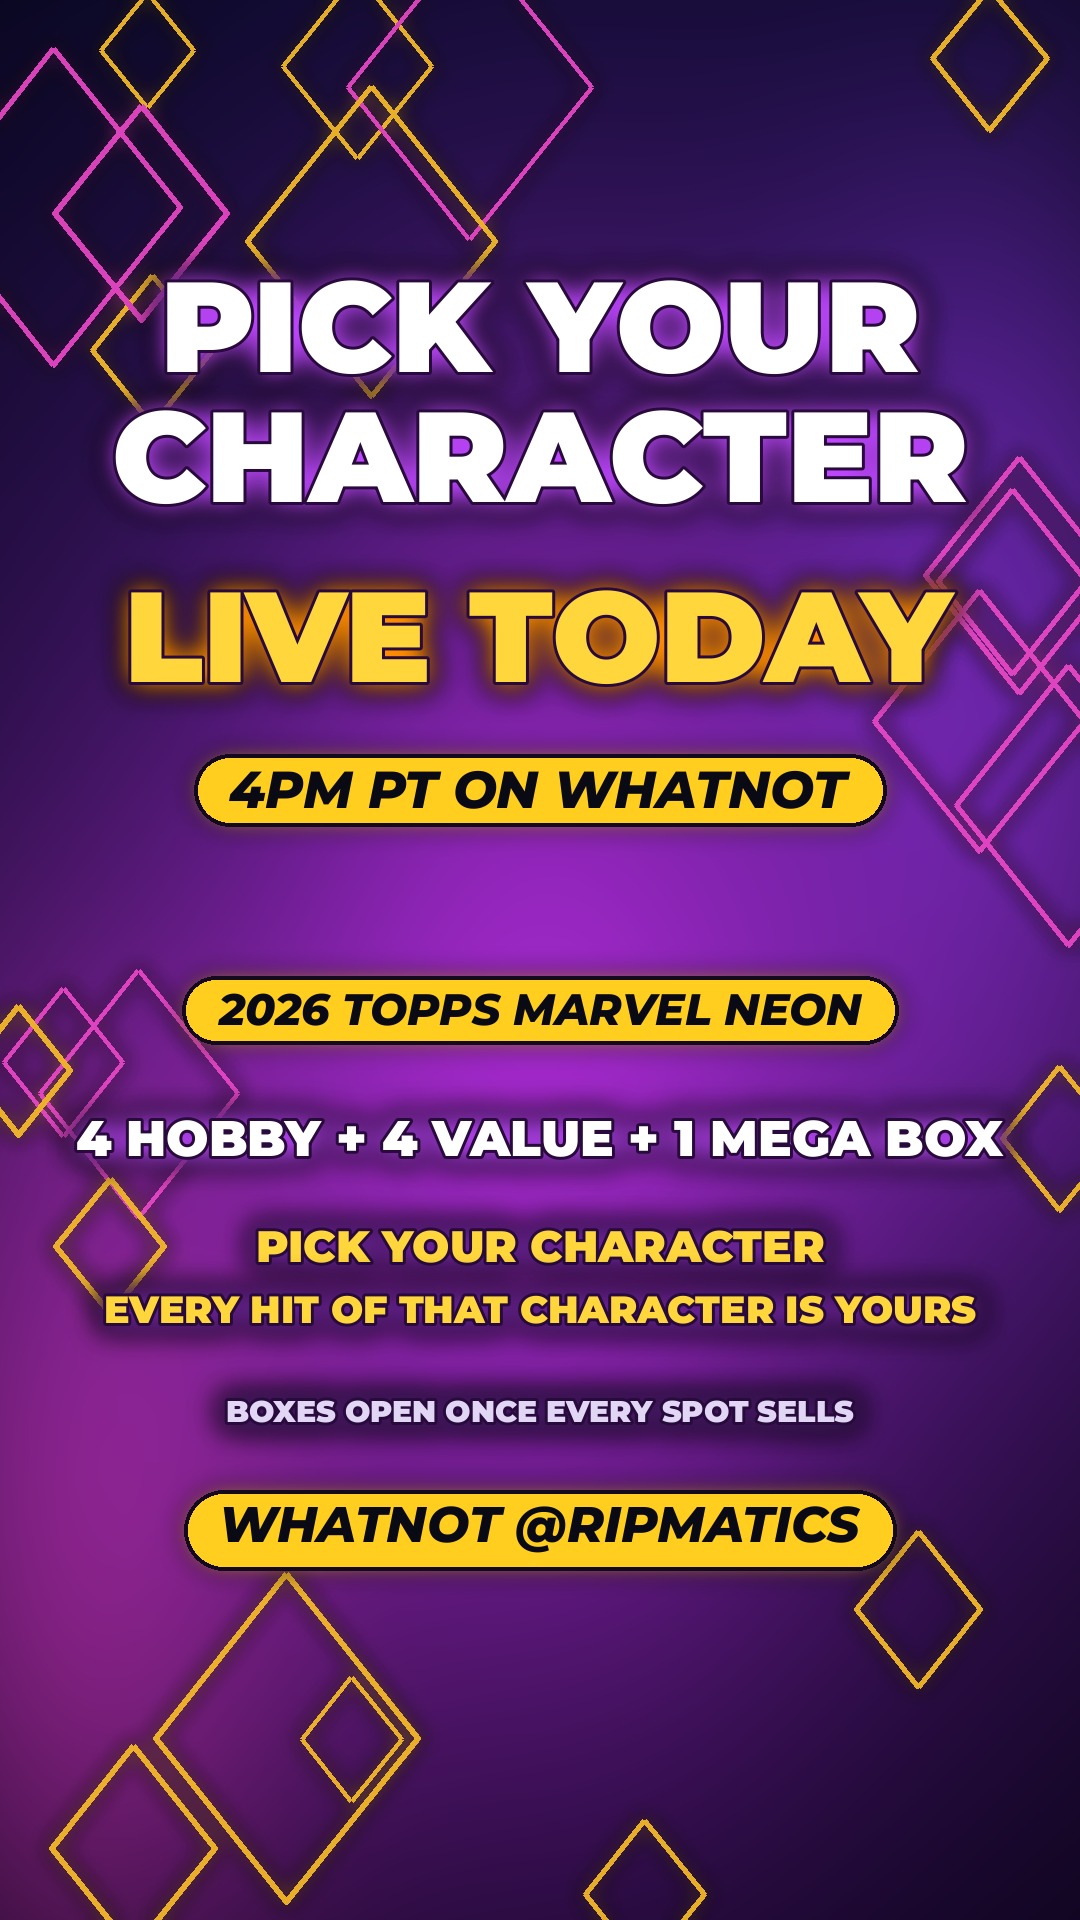 PICK YOUR
CHARACTER
LIVE TODAY
4PM PT ON WHATNOT
2026 TOPPS MARVEL NEON
4 HOBBY + 4 VALUE + 1 MEGA BOX
PICK YOUR CHARACTER
EVERY HIT OF THAT CHARACTER IS YOURS
BOXES OPEN ONCE EVERY SPOT SELLS
WHATNOT @RIPMATICS